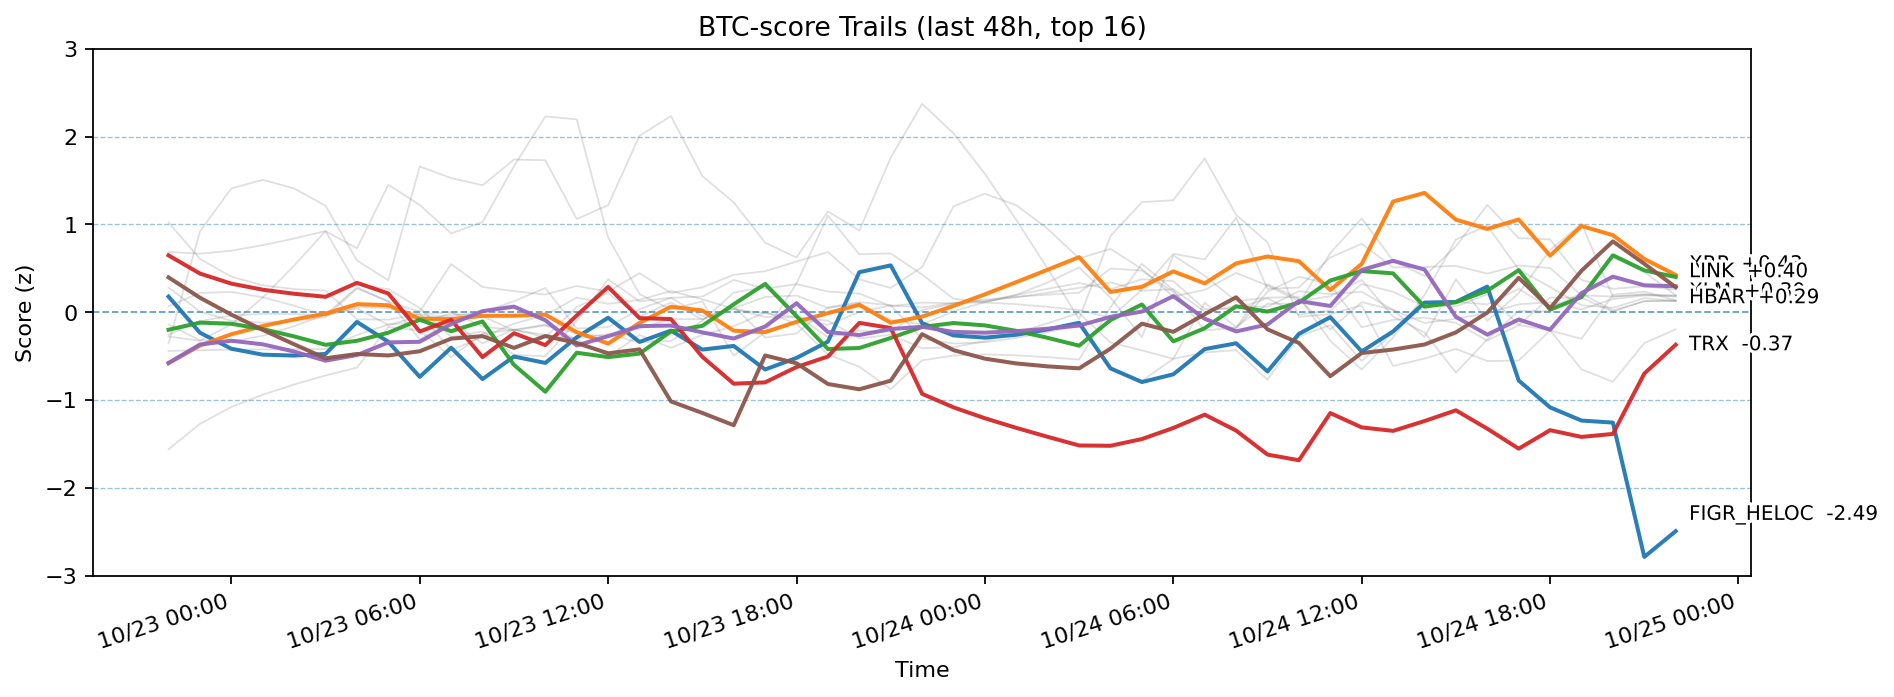 BTC-score Trails (last 48h, top 16)
Score (z)
3
2
1
0
−1
−2
−3
LINK +0.40
HBAR +0.29
TRX -0.37
FIGR_HELOC -2.49
10/23 00:00
10/23 06:00
10/23 12:00
10/23 18:00
10/24 00:00
10/24 06:00
10/24 12:00
10/24 18:00
10/25 00:00
Time